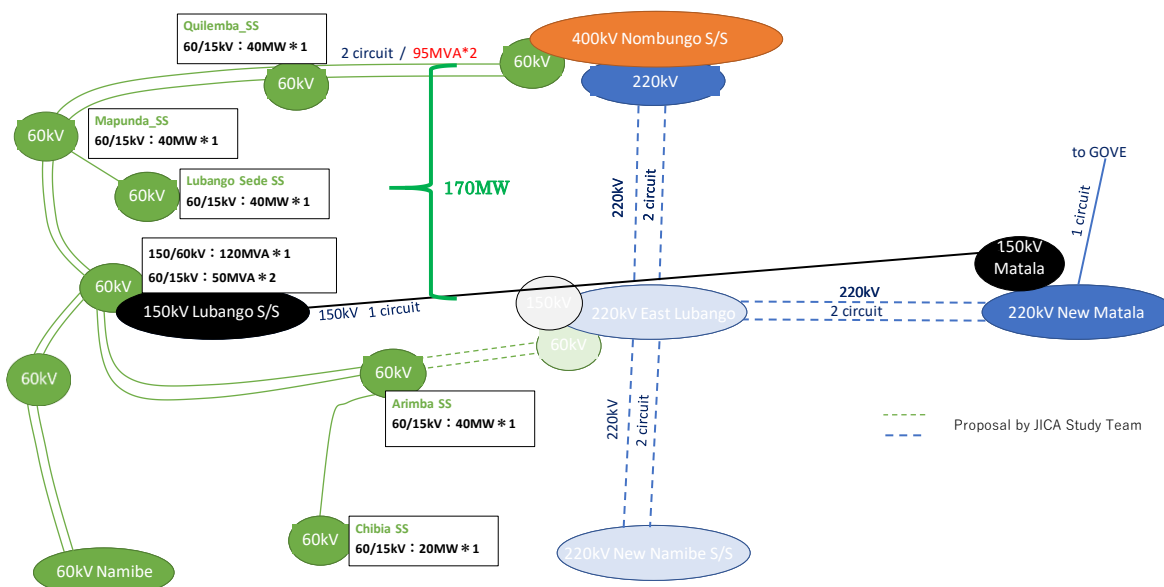 Quilemba_SS
60/15kV：40MW＊1
2 circuit / 95MVA*2
400kV Nombungo S/S
60kV
60kV
220kV
60kV
Mapunda_SS
60/15kV：40MW＊1
to GOVE
60kV
Lubango Sede SS
60/15kV：40MW＊1
170MW
220kV
2 circuit
1 circuit
150/60kV：120MVA＊1
60/15kV：50MVA＊2
150kV
Matala
60kV
150kV Lubango S/S
150kV 1 circuit
150kV
220kV East Lubango
220kV
2 circuit
220kV New Matala
60kV
60kV
60kV
Arimba SS
60/15kV：40MW＊1
220kV
2 circuit
Proposal by JICA Study Team
60kV
Chibia SS
60/15kV：20MW＊1
220kV New Namibe S/S
60kV Namibe